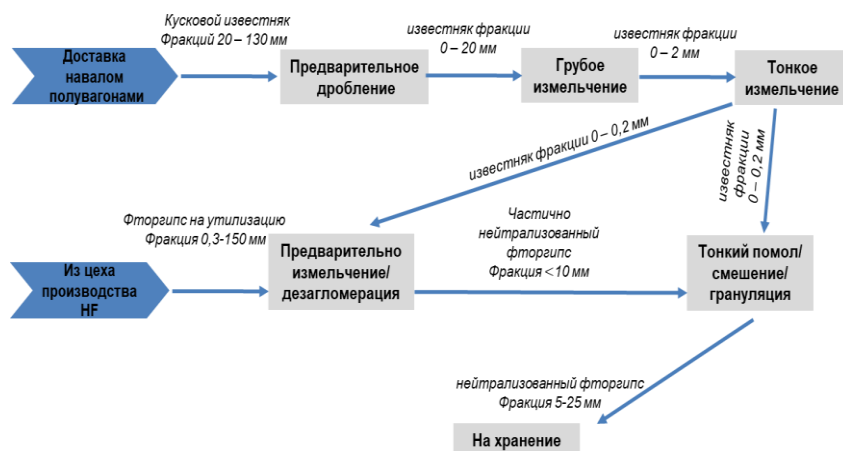 Кусковой известняк
Фракций 20 – 130 мм
известняк фракции
0 – 20 мм
известняк фракции
0 – 2 мм
Доставка
навалом
полувагонами
Предварительное
дробление
Грубое
измельчение
Тонкое
измельчение
известняк фракции 0 – 0,2 мм
известняк
фракции
0 – 0,2 мм
Фторгипс на утилизацию
Фракция 0,3-150 мм
Частично
нейтрализованный
фторгипс
Фракция <10 мм
Из цеха
производства
HF
Предварительно
измельчение/
дезагломерация
Тонкий помол/
смешение/
грануляция
нейтрализованный фторгипс
Фракция 5-25 мм
На хранение